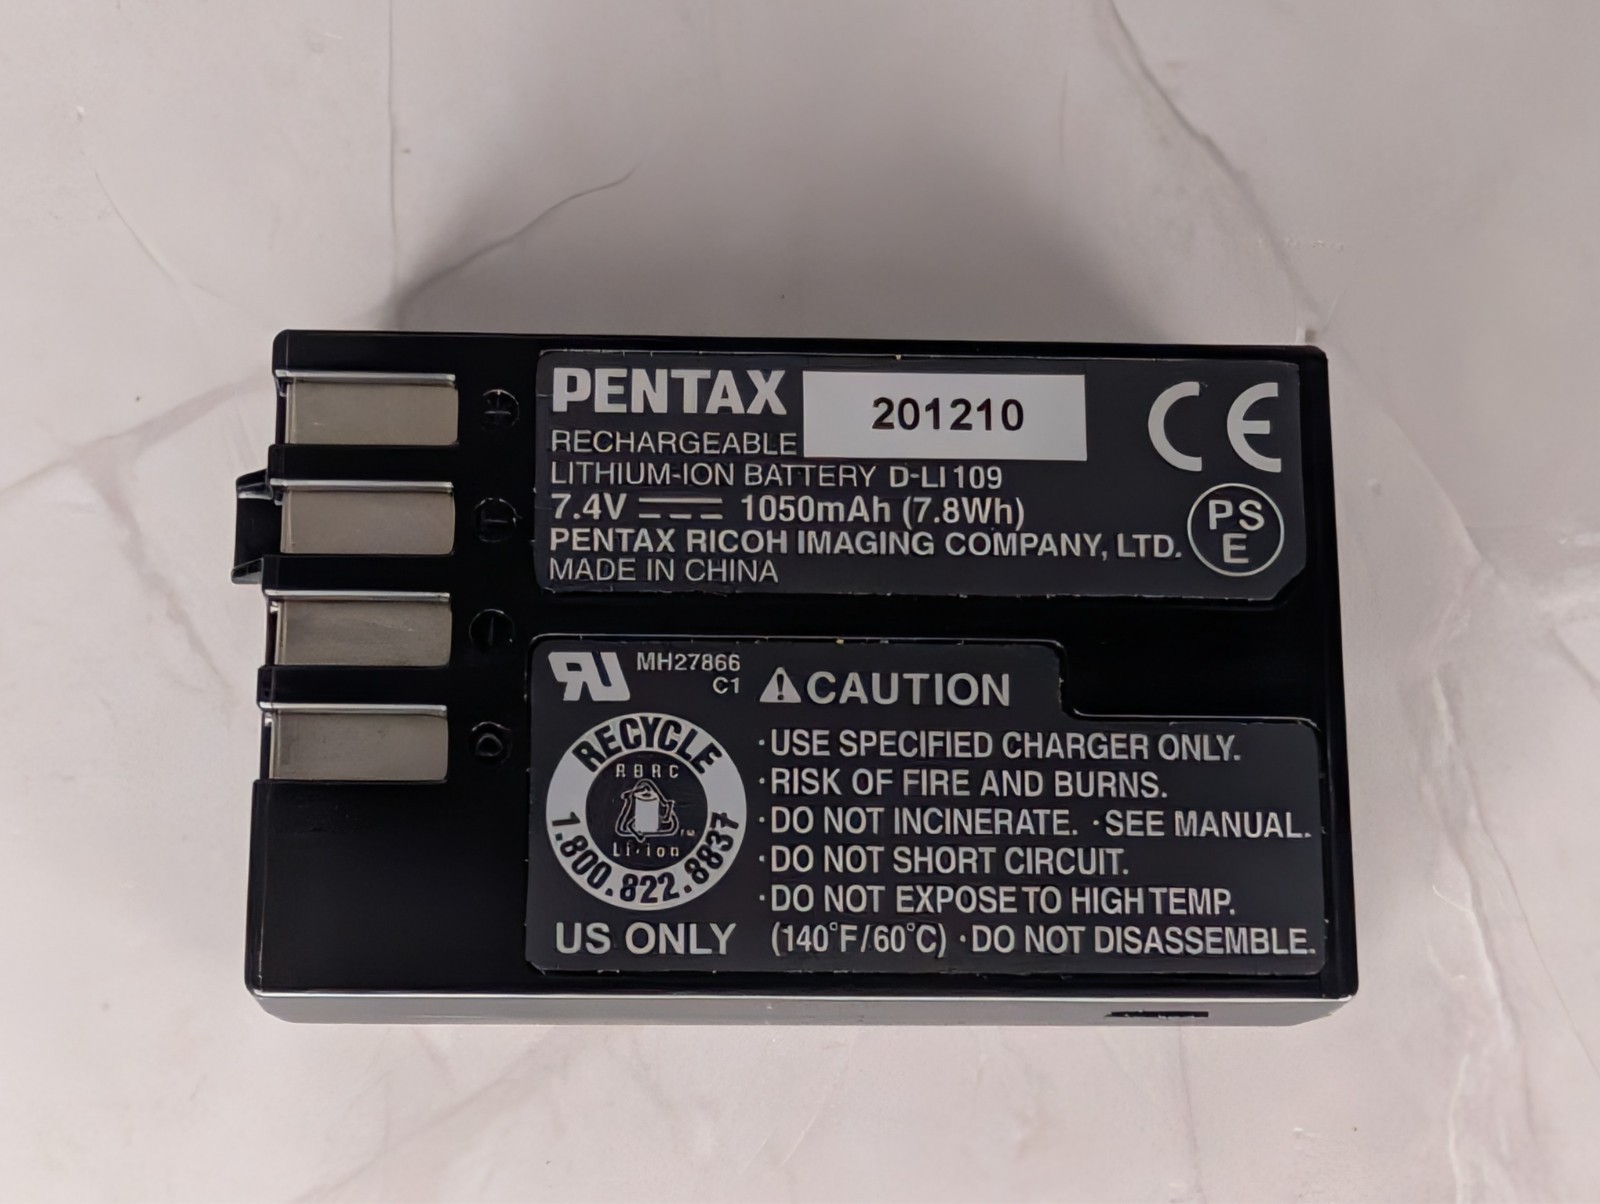 PENTAX
201210
RECHARGEABLE
LITHIUM-ION BATTERY D-LI109
7.4V 1050mAh (7.8Wh)
PENTAX RICOH IMAGING COMPANY, LTD.
MADE IN CHINA
CE
PS
E
+
T
-
D
RU
MH27866
C1
CAUTION
RECYCLE
RBRC
Li-ion
TM
1.800.822.8837
US ONLY
·USE SPECIFIED CHARGER ONLY.
·RISK OF FIRE AND BURNS.
·DO NOT INCINERATE. ·SEE MANUAL.
·DO NOT SHORT CIRCUIT.
·DO NOT EXPOSE TO HIGH TEMP.
(140°F/60°C) ·DO NOT DISASSEMBLE.